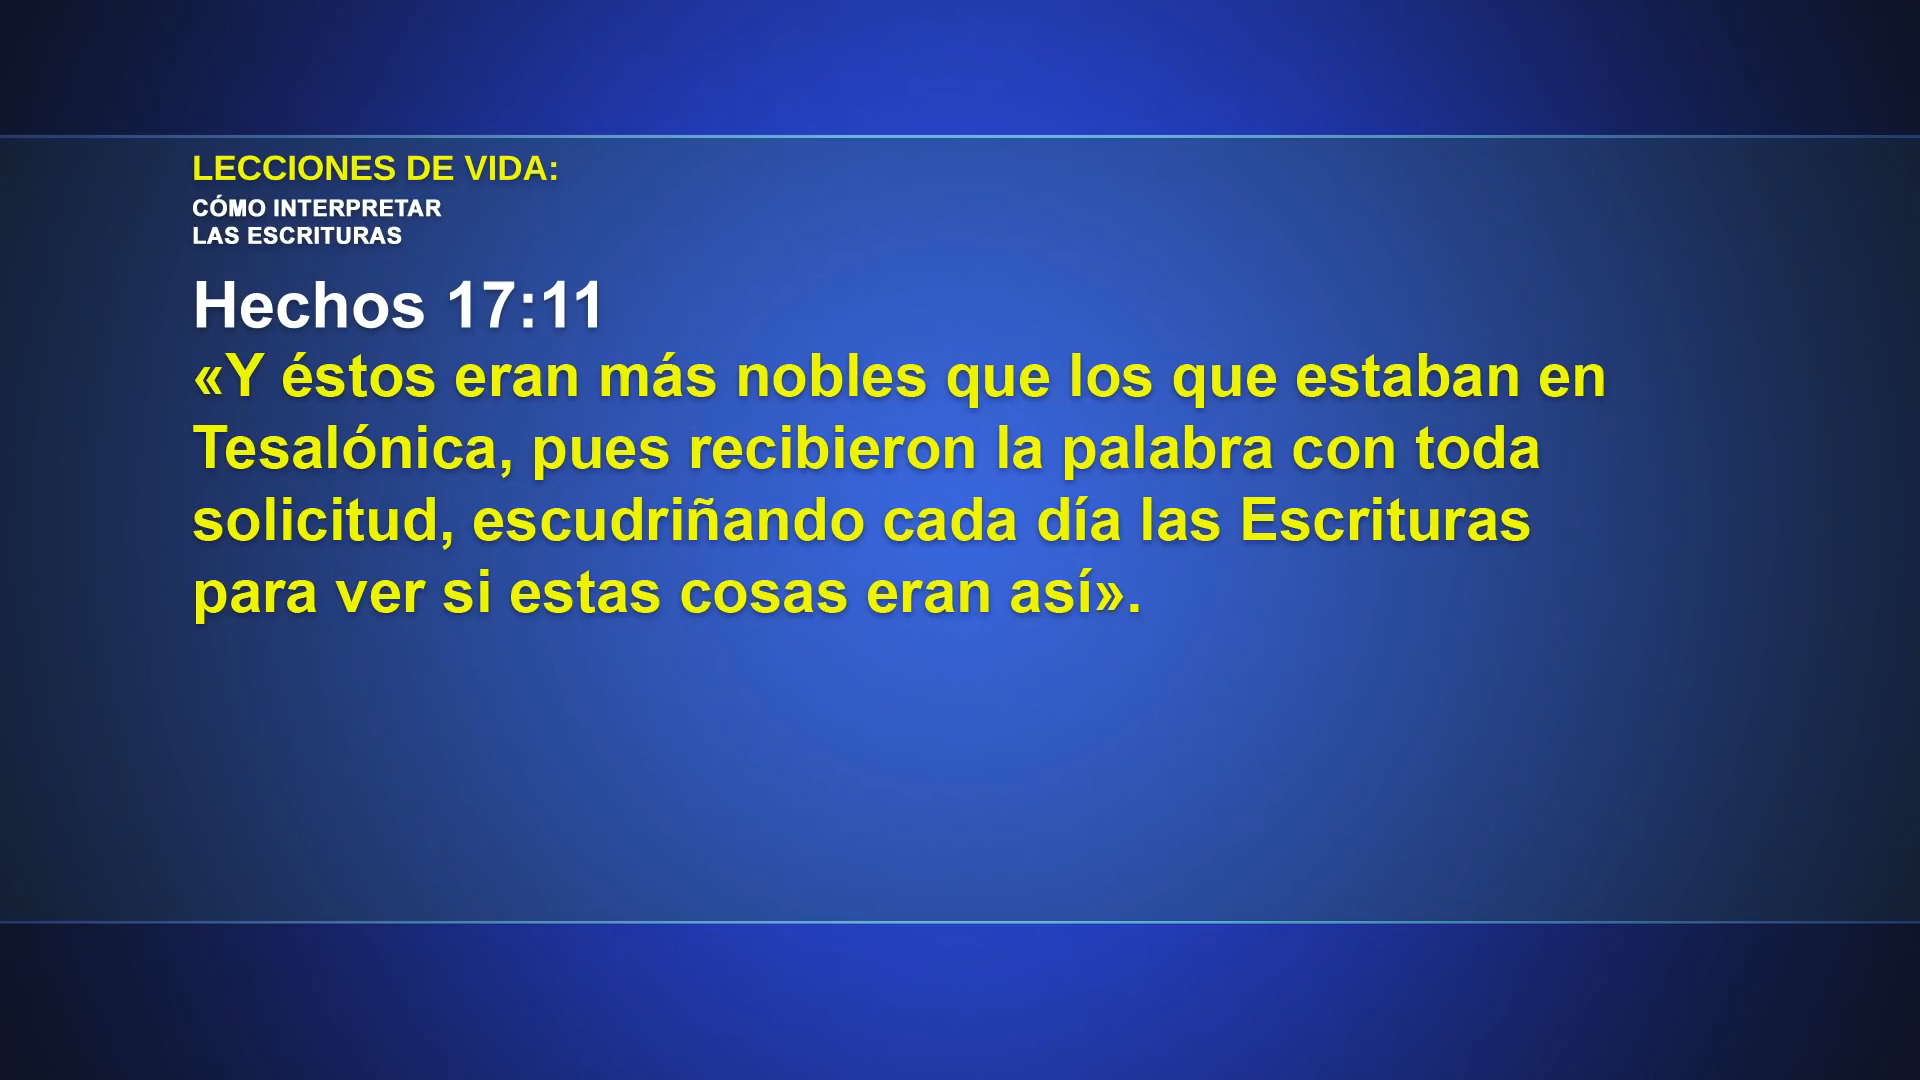 LECCIONES DE VIDA:
CÓMO INTERPRETAR
LAS ESCRITURAS
Hechos 17:11
«Y éstos eran más nobles que los que estaban en
Tesalónica, pues recibieron la palabra con toda
solicitud, escudriñando cada día las Escrituras
para ver si estas cosas eran así».